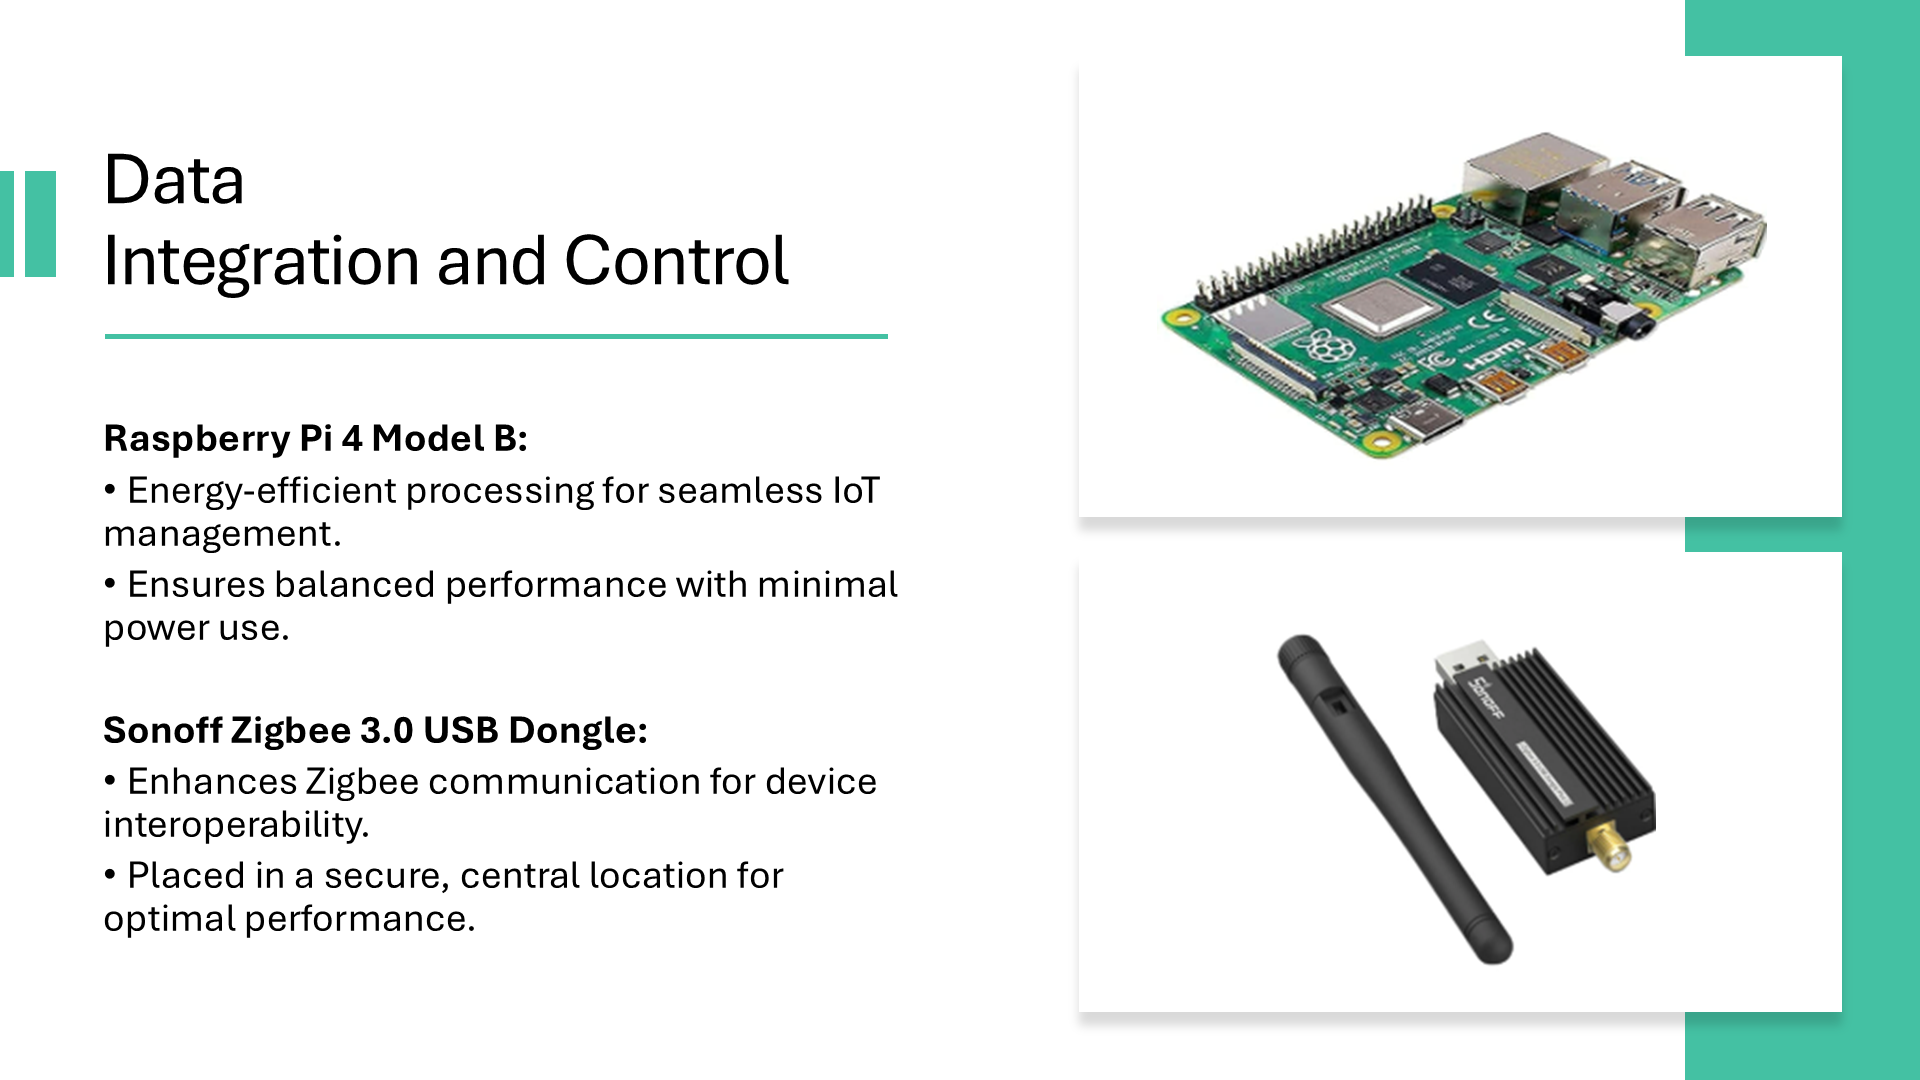 Data
Integration and Control
Raspberry Pi 4 Model B:
• Energy-efficient processing for seamless IoT
management.
• Ensures balanced performance with minimal
power use.
Sonoff Zigbee 3.0 USB Dongle:
• Enhances Zigbee communication for device
interoperability.
• Placed in a secure, central location for
optimal performance.
HDMI
CE
FC
SONOFF